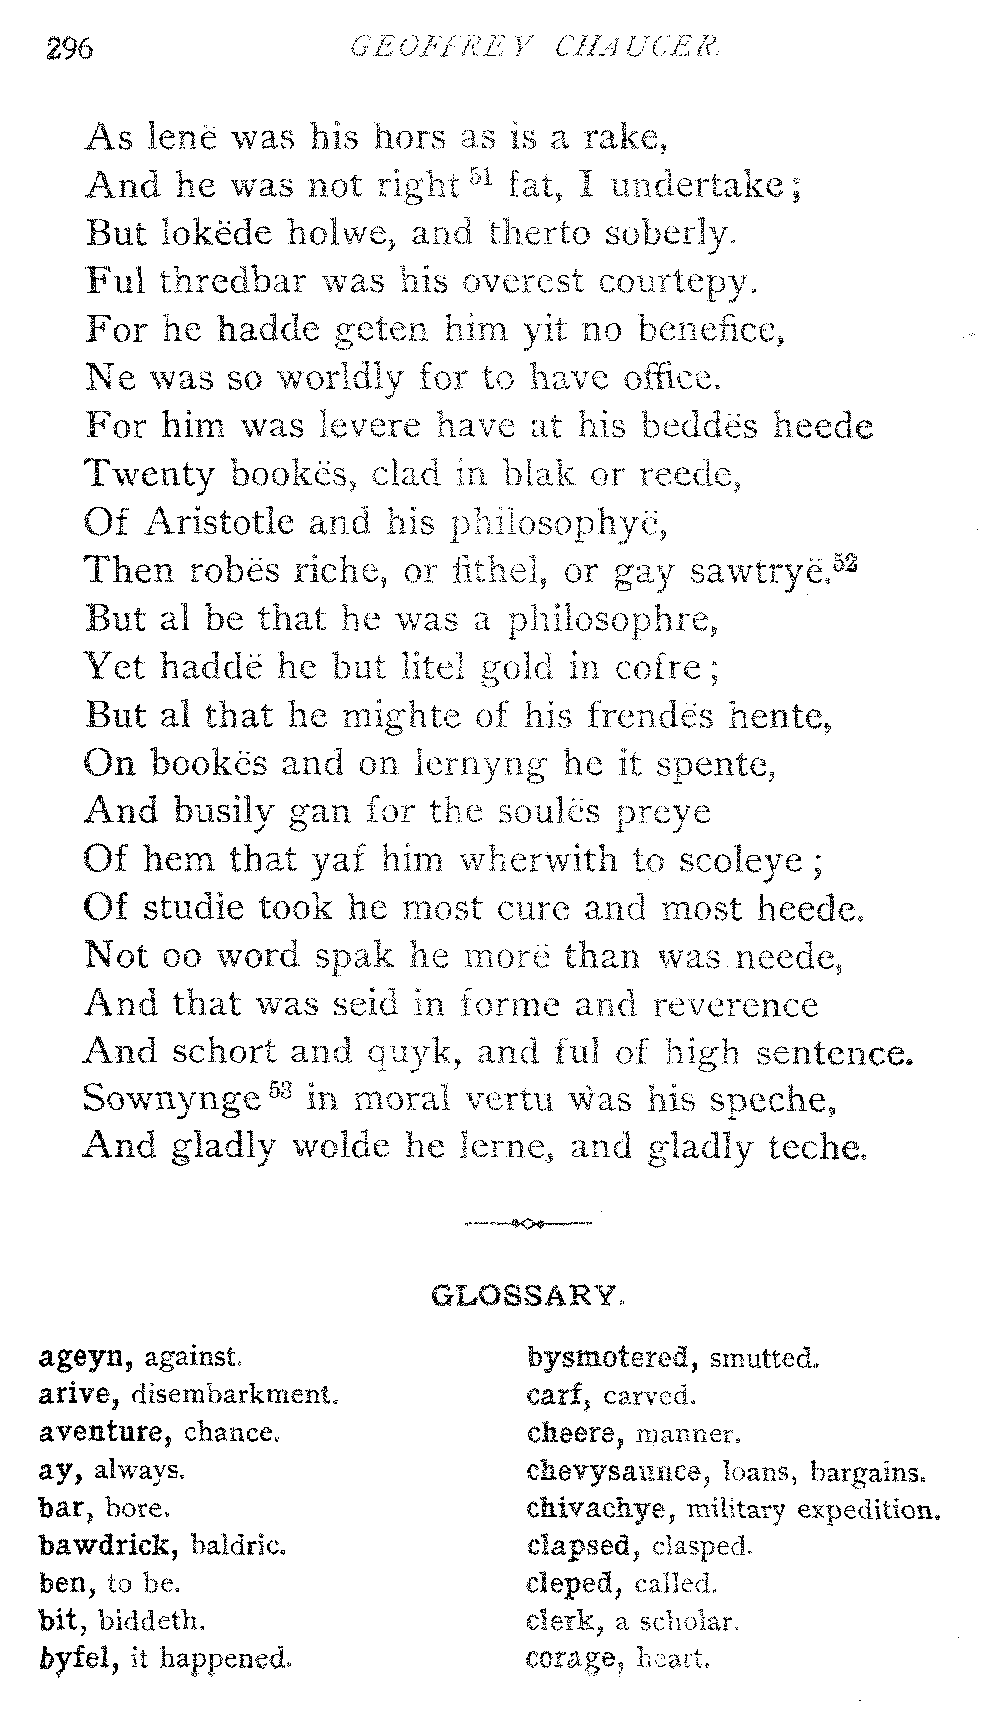 296 GEOFFREY CHAUCER.
As lenë was his hors as is a rake,
And he was not right⁵¹ fat, I undertake;
But lokëde holwe, and therto soberly.
Ful thredbar was his overest courtepy.
For he hadde geten him yit no benefice,
Ne was so worldly for to have office.
For him was levere have at his beddës heede
Twenty bookës, clad in blak or reede,
Of Aristotle and his philosophyë,
Then robës riche, or fithel, or gay sawtryë.⁵²
But al be that he was a philosophre,
Yet haddë he but litel gold in cofre;
But al that he mighte of his frendës hente,
On bookës and on lernyng he it spente,
And busily gan for the soulës preye
Of hem that yaf him wherwith to scoleye;
Of studie took he most cure and most heede.
Not oo word spak he morë than was neede,
And that was seid in forme and reverence
And schort and quyk, and ful of high sentence.
Sownynge⁵³ in moral vertu was his speche,
And gladly wolde he lerne, and gladly teche.
GLOSSARY.
ageyn, against.
arive, disembarkment.
aventure, chance.
ay, always.
bar, bore.
bawdrick, baldric.
ben, to be.
bit, biddeth.
byfel, it happened.
bysmotered, smutted.
carf, carved.
cheere, manner.
chevysaunce, loans, bargains.
chivachye, military expedition.
clapsed, clasped.
cleped, called.
clerk, a scholar.
corage, heart.